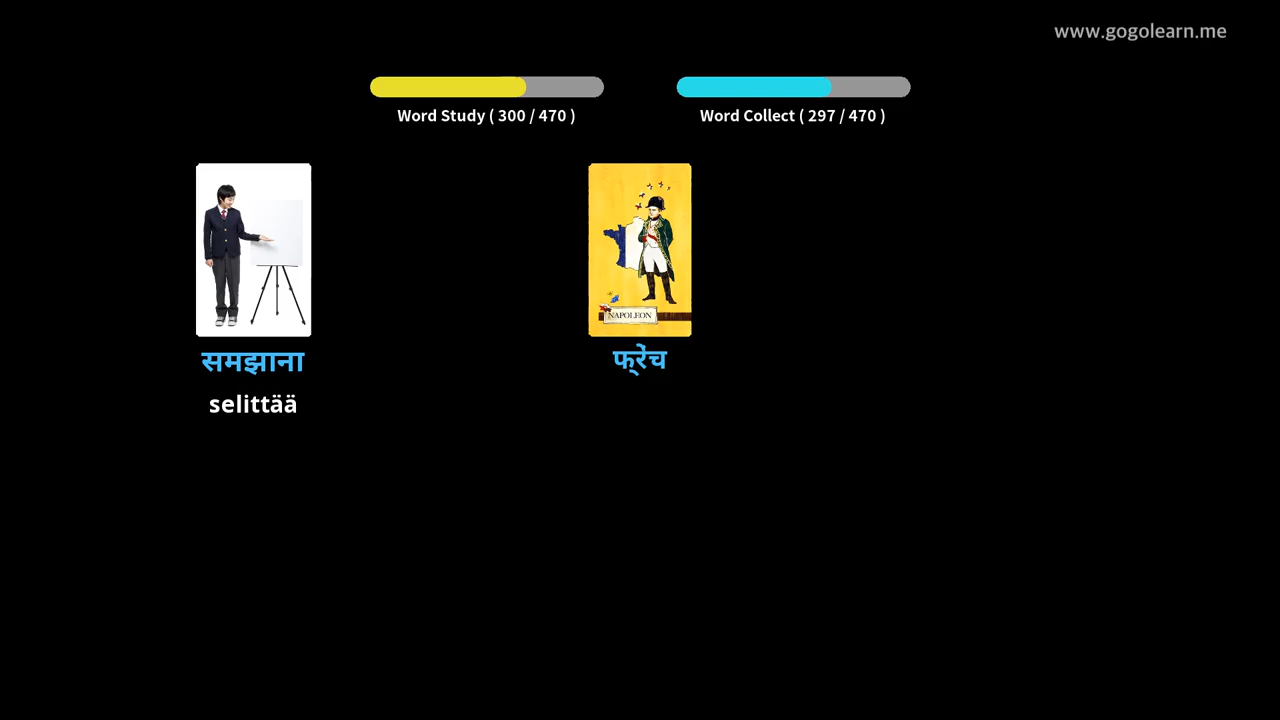 www.gogolearn.me
Word Study ( 300 / 470 )
Word Collect ( 297 / 470 )
NAPOLEON
समझाना
फ्रेंच
selittää